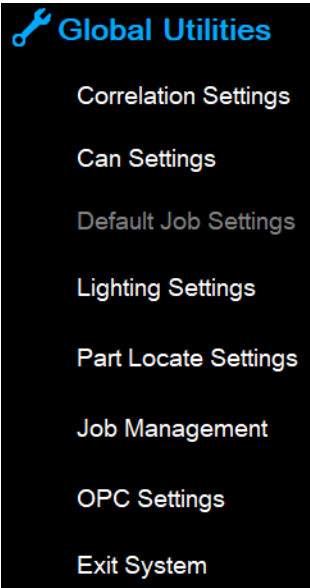 Global Utilities
Correlation Settings
Can Settings
Default Job Settings
Lighting Settings
Part Locate Settings
Job Management
OPC Settings
Exit System